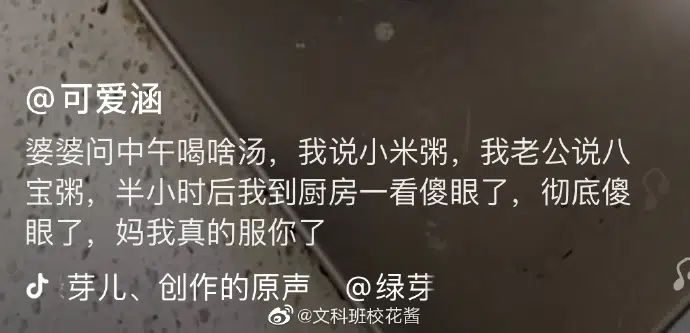 @可爱涵
婆婆问中午喝啥汤，我说小米粥，我老公说八
宝粥，半小时后我到厨房一看傻眼了，彻底傻
眼了，妈我真的服你了
芽儿、创作的原声 @绿芽
@文科班校花酱